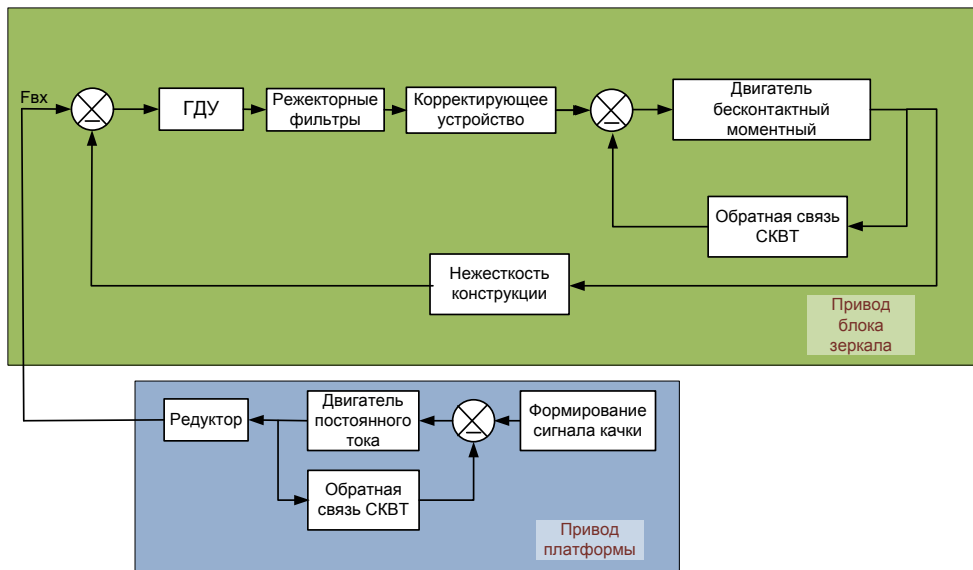 Fвх
ГДУ
Режекторные
фильтры
Корректирующее
устройство
Двигатель
бесконтактный
моментный
Обратная связь
СКВТ
Нежесткость
конструкции
Привод
блока
зеркала
Редуктор
Двигатель
постоянного
тока
Формирование
сигнала качки
Обратная
связь СКВТ
Привод
платформы